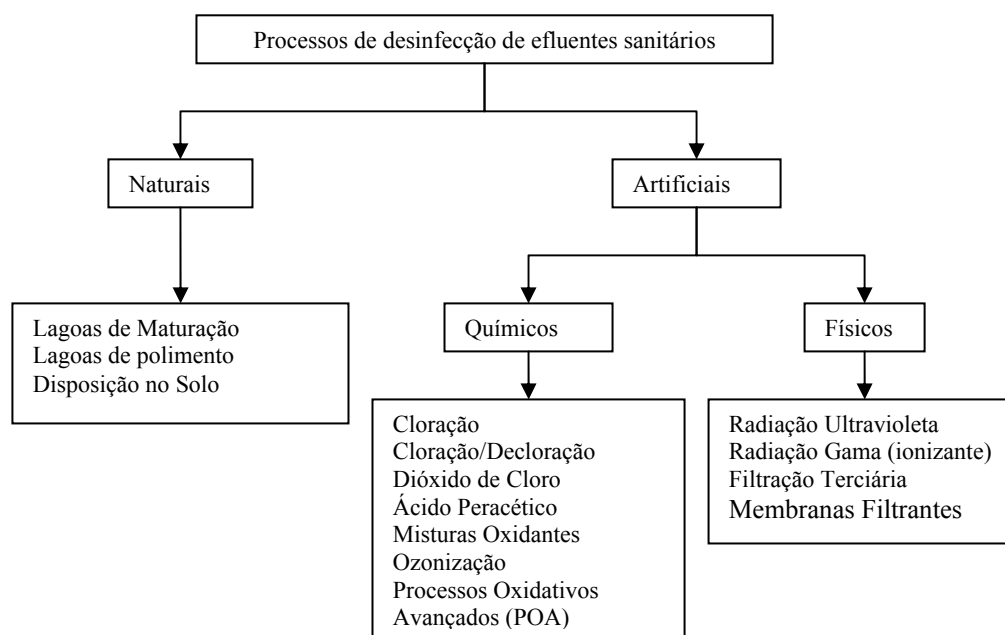 Processos de desinfecção de efluentes sanitários
Naturais
Artificiais
Lagoas de Maturação
Lagoas de polimento
Disposição no Solo
Químicos
Físicos
Cloração
Cloração/Decloração
Dióxido de Cloro
Ácido Peracético
Misturas Oxidantes
Ozonização
Processos Oxidativos
Avançados (POA)
Radiação Ultravioleta
Radiação Gama (ionizante)
Filtração Terciária
Membranas Filtrantes